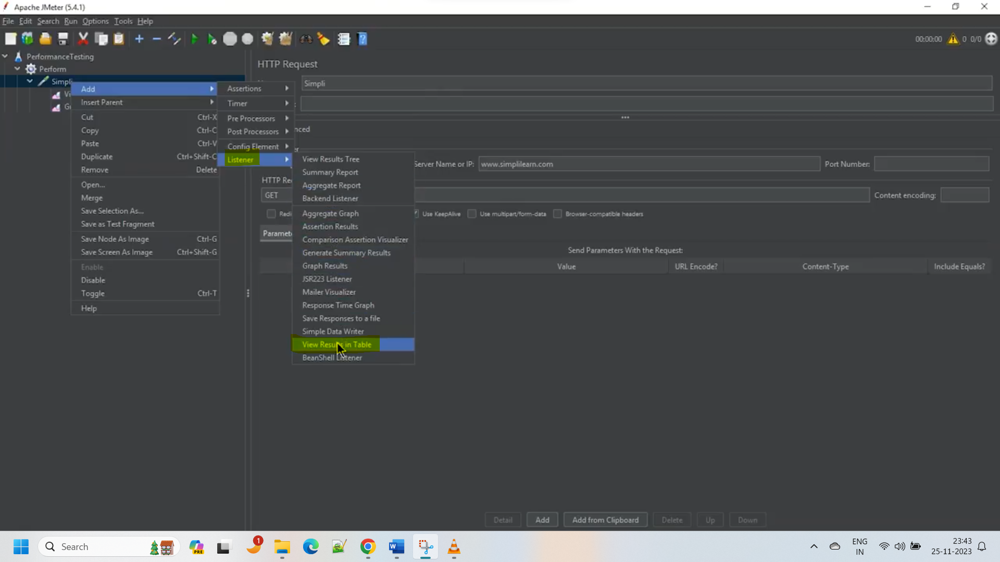 Apache JMeter (5.4.1)
File Edit Search Run Options Tools Help
00:00:00 0 0/0
PerformanceTesting
Perform
Simpli
Vi
Gr
Add
Insert Parent
Cut Ctrl-X
Copy Ctrl-C
Paste Ctrl-V
Duplicate Ctrl+Shift-C
Remove Delete
Open...
Merge
Save Selection As...
Save as Test Fragment
Save Node As Image Ctrl-G
Save Screen As Image Ctrl+Shift-G
Enable
Disable
Toggle Ctrl-T
Help
Assertions
Timer
Pre Processors
Post Processors
Config Element
Listener
View Results Tree
Summary Report
Aggregate Report
Backend Listener
Aggregate Graph
Assertion Results
Comparison Assertion Visualizer
Generate Summary Results
Graph Results
JSR223 Listener
Mailer Visualizer
Response Time Graph
Save Responses to a file
Simple Data Writer
View Results in Table
BeanShell Listener
HTTP Request
Simpli
nced
er
Server Name or IP: www.simplilearn.com Port Number:
HTTP Re
GET Content encoding:
Redi Use KeepAlive Use multipart/form-data Browser-compatible headers
Paramete
Send Parameters With the Request:
Value URL Encode? Content-Type Include Equals?
Detail Add Add from Clipboard Delete Up Down
Search PRE 1 ENG IN 23:43 25-11-2023